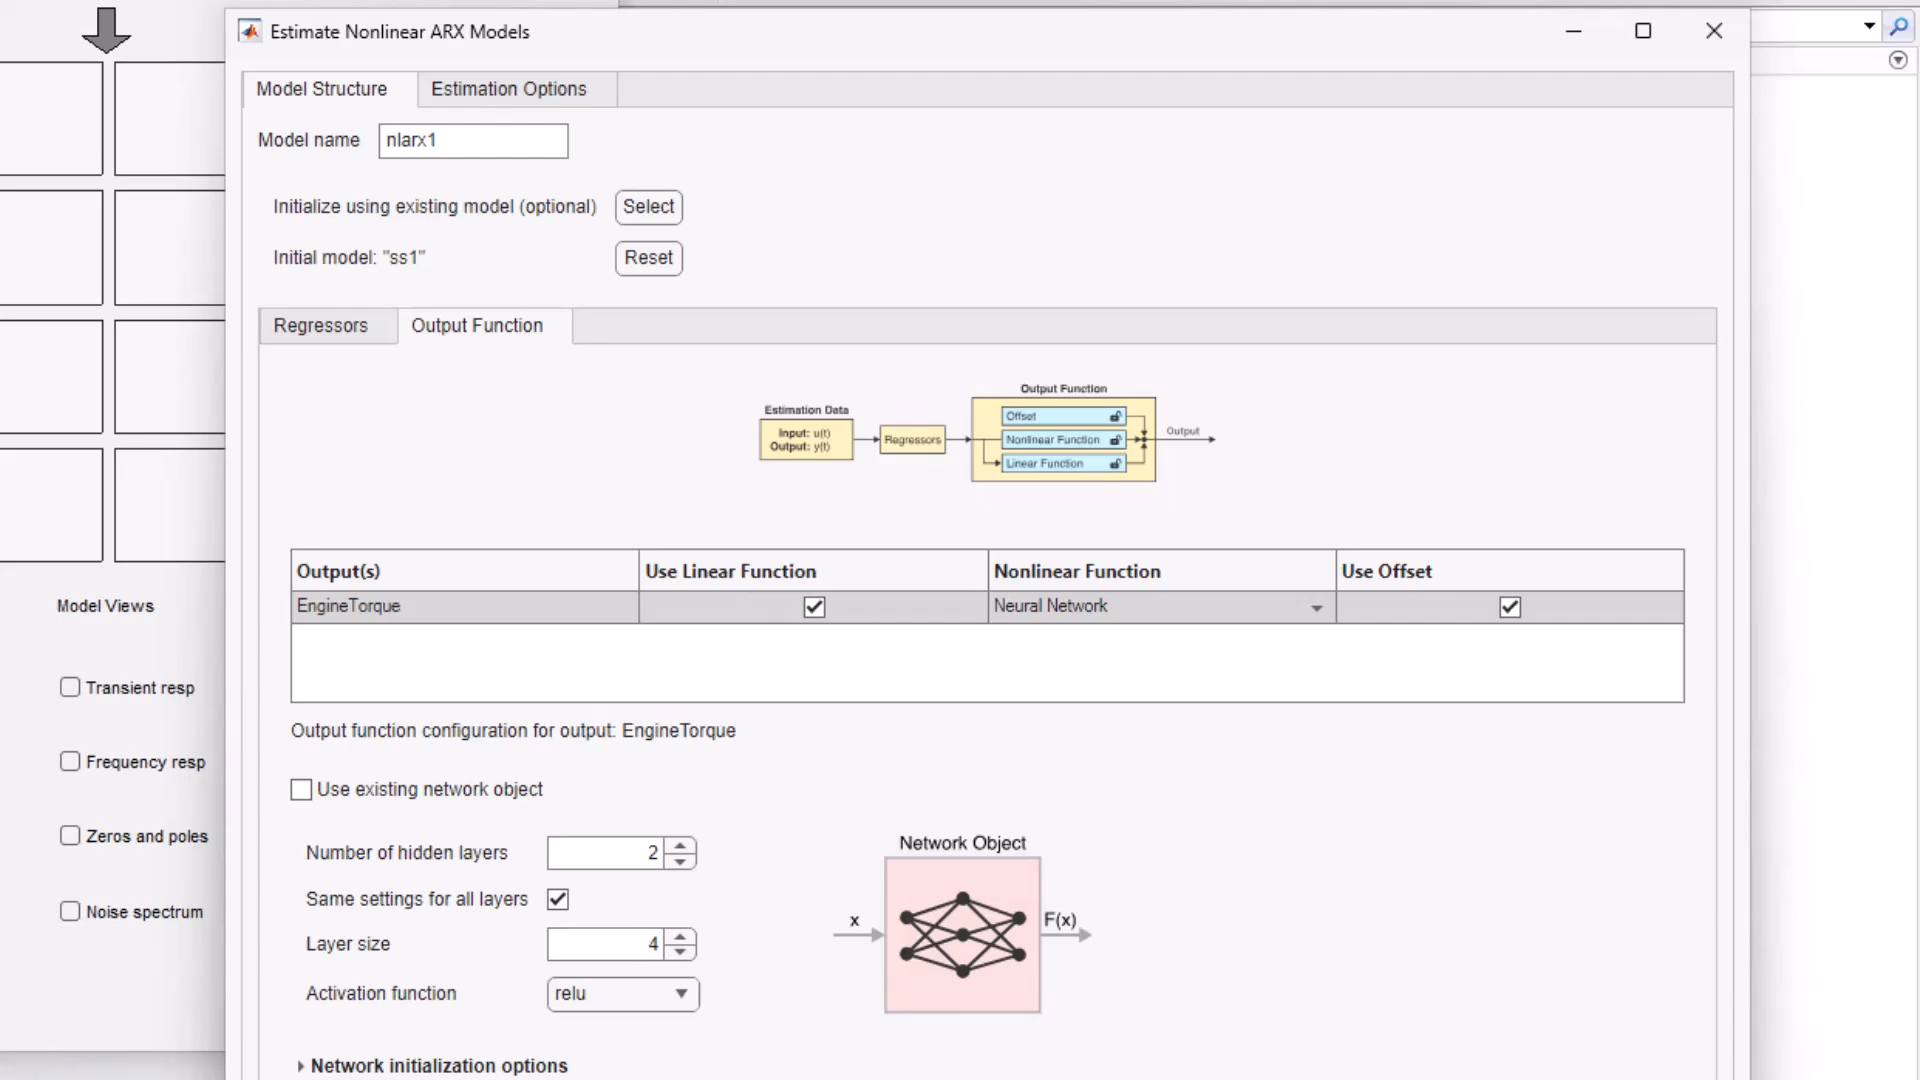 Estimate Nonlinear ARX Models
Model Structure
Estimation Options
Model name
nlarx1
Initialize using existing model (optional)
Select
Initial model: "ss1"
Reset
Regressors
Output Function
Output Function
Estimation Data
Input: u(t)
Output: y(t)
Regressors
Offset
Nonlinear Function
Linear Function
Output
Output(s)
Use Linear Function
Nonlinear Function
Use Offset
EngineTorque
Neural Network
Model Views
Transient resp
Frequency resp
Zeros and poles
Noise spectrum
Output function configuration for output: EngineTorque
Use existing network object
Number of hidden layers
2
Same settings for all layers
Layer size
4
Activation function
relu
Network Object
x
F(x)
Network initialization options